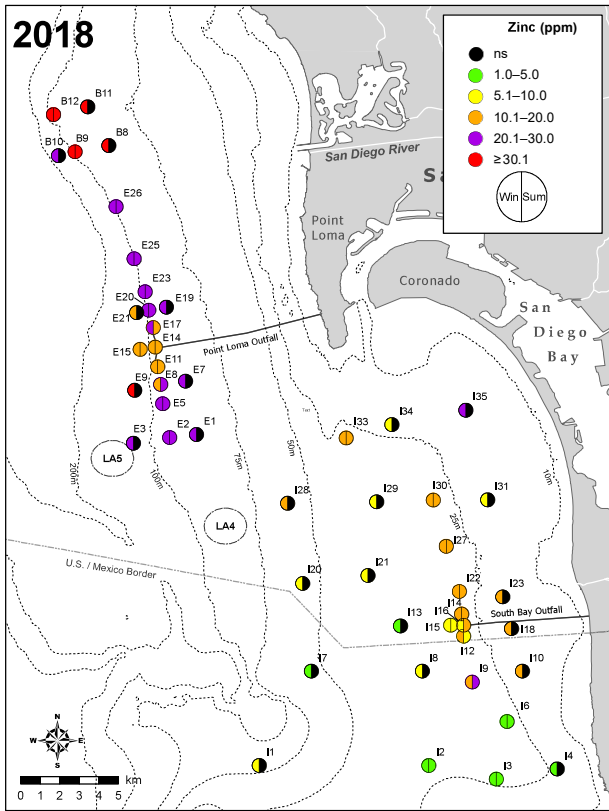 2018
Zinc (ppm)
ns
1.0–5.0
5.1–10.0
10.1–20.0
20.1–30.0
≥30.1
Win Sum
B12 B11
B10 B9 B8
San Diego River
S
Point
Loma
E26
E25
Coronado
E23
E20 E19
E21 E17
San
Diego
Bay
E14
E15
Point Loma Outfall
E11
E9 E8 E7
E5
I35
I33 I34
E3 E2 E1
LA5
200m
100m
75m
50m
10m
I28 I29 I30 I31
25m
LA4
I27
U.S. / Mexico Border
I20 I21
I22 I23
I14
I16
South Bay Outfall
I13 I15 I18
I12
I7 I8 I9 I10
I6
N
W E
S
I1 I2 I3 I4
km
0 1 2 3 4 5